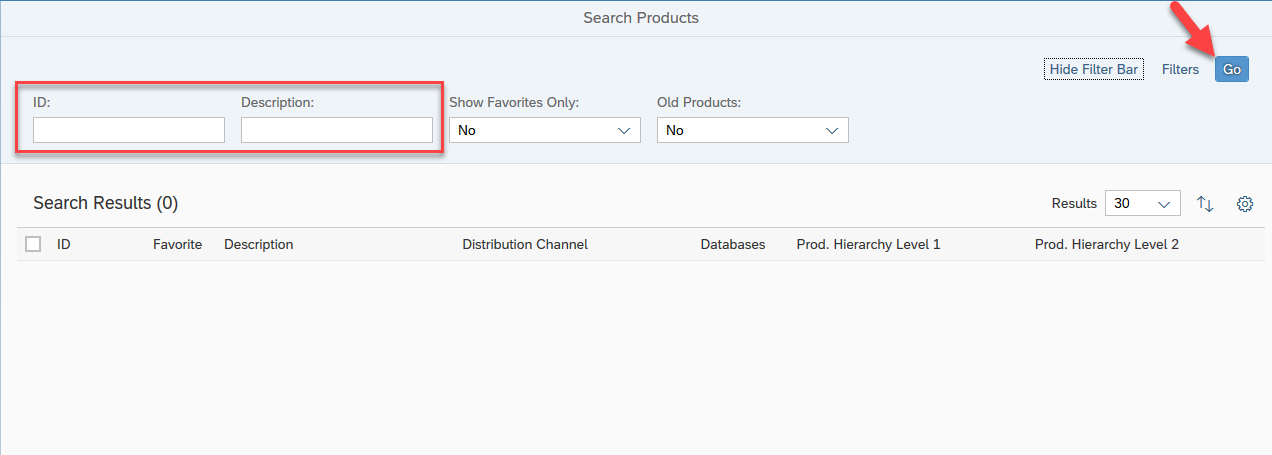 Search Products
Hide Filter Bar Filters Go
ID: Description: Show Favorites Only: Old Products:
No No
Search Results (0) Results 30
ID Favorite Description Distribution Channel Databases Prod. Hierarchy Level 1 Prod. Hierarchy Level 2